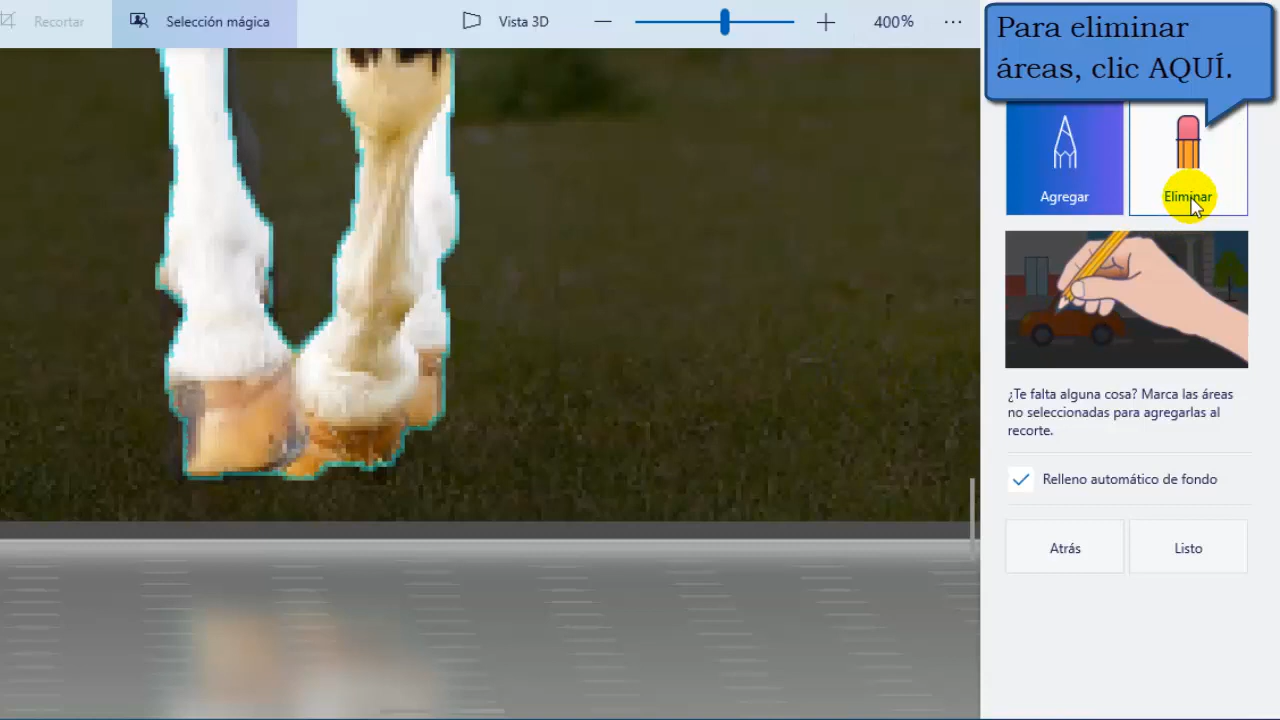 Recortar
Selección mágica
Vista 3D
400%
Para eliminar
áreas, clic AQUÍ.
Agregar
Eliminar
¿Te falta alguna cosa? Marca las áreas
no seleccionadas para agregarlas al
recorte.
Relleno automático de fondo
Atrás
Listo